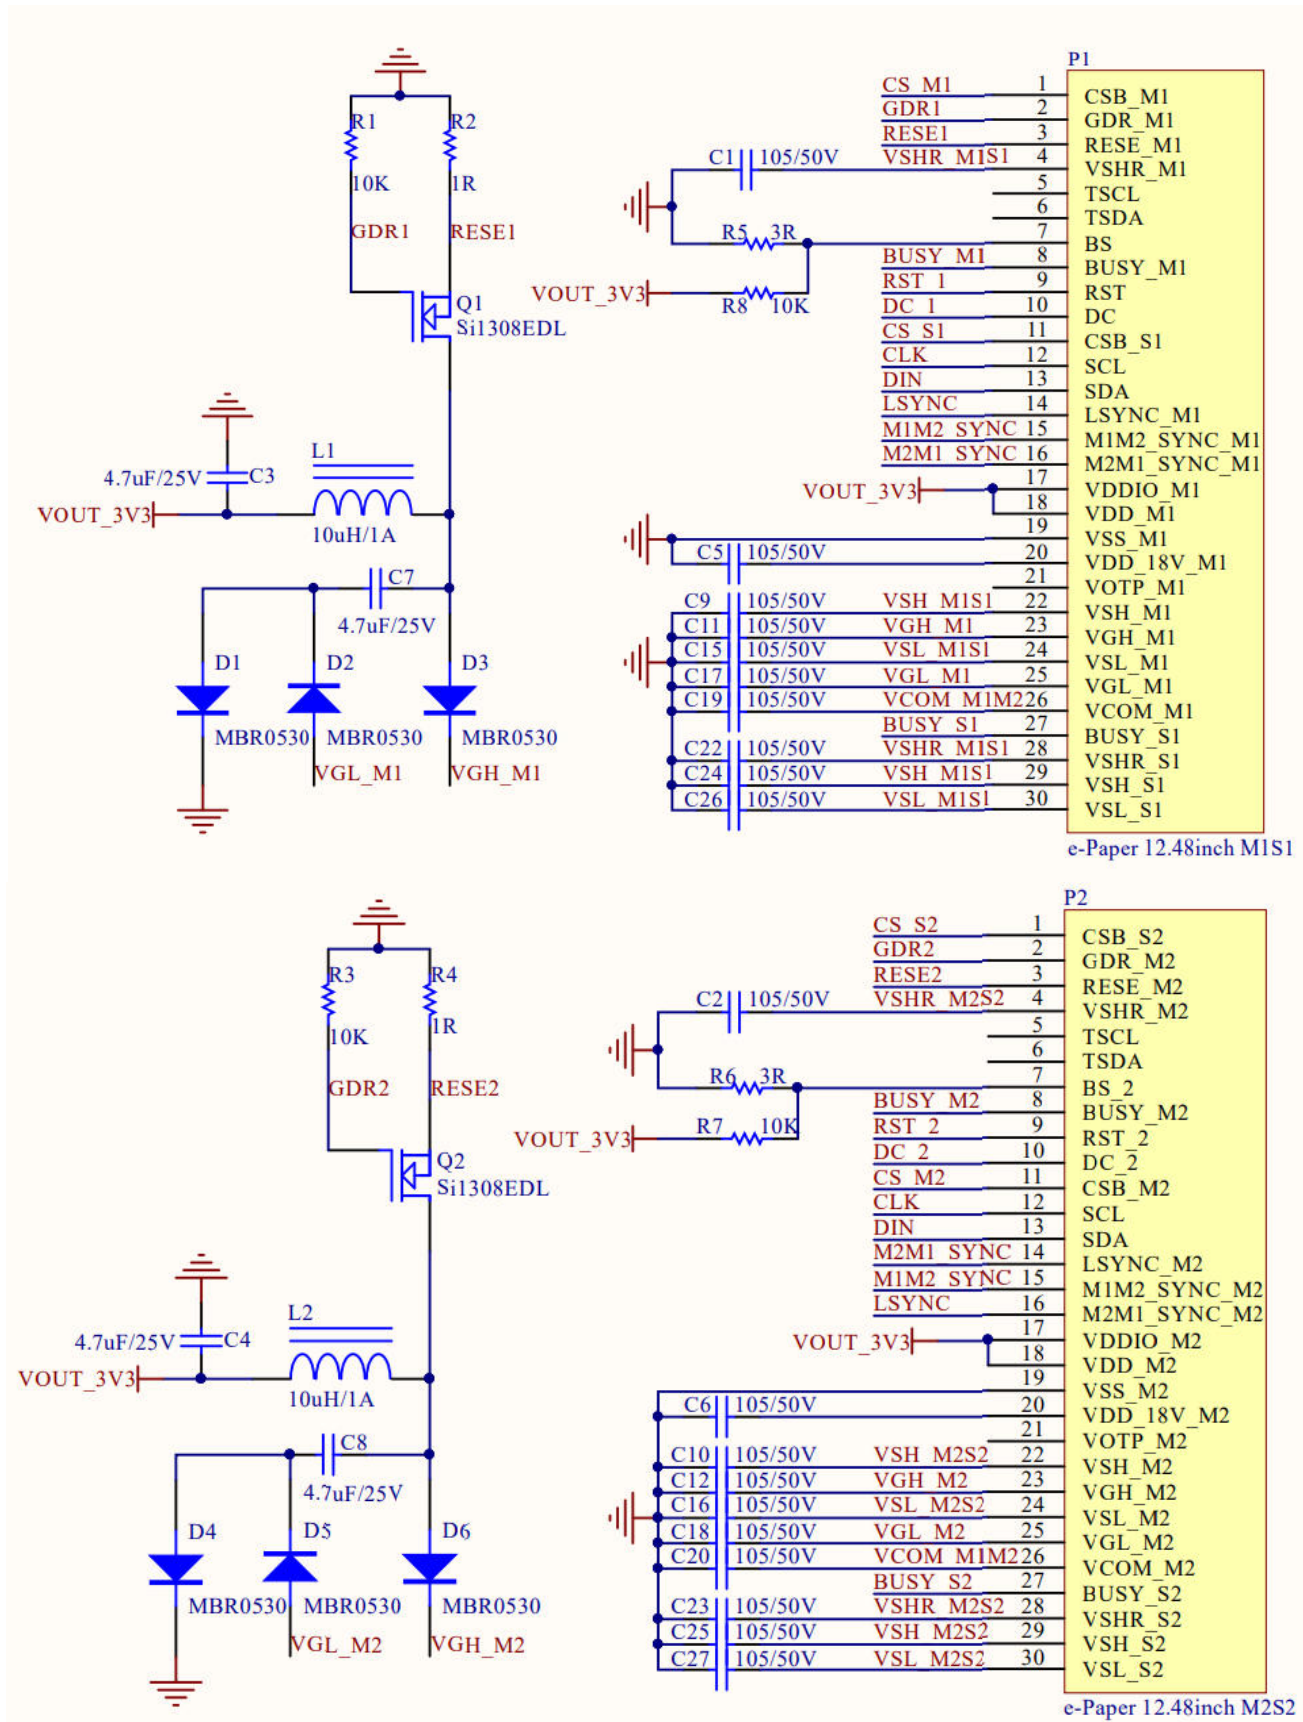 R1
R2
10K
1R
GDR1
RESE1
Q1
Si1308EDL
C3
4.7uF/25V
VOUT_3V3
L1
10uH/1A
C7
4.7uF/25V
D1
D2
D3
MBR0530
MBR0530
MBR0530
VGL_M1
VGH_M1
P1
CS_M1 1 CSB_M1
GDR1 2 GDR_M1
RESE1 3 RESE_M1
C1 105/50V VSHR_M1S1 4 VSHR_M1
5 TSCL
6 TSDA
R5 3R 7 BS
BUSY_M1 8 BUSY_M1
VOUT_3V3 R8 10K
RST_1 9 RST
DC_1 10 DC
CS_S1 11 CSB_S1
CLK 12 SCL
DIN 13 SDA
LSYNC 14 LSYNC_M1
M1M2_SYNC 15 M1M2_SYNC_M1
M2M1_SYNC 16 M2M1_SYNC_M1
VOUT_3V3 17 VDDIO_M1
18 VDD_M1
19 VSS_M1
C5 105/50V 20 VDD_18V_M1
21 VOTP_M1
C9 105/50V VSH_M1S1 22 VSH_M1
C11 105/50V VGH_M1 23 VGH_M1
C15 105/50V VSL_M1S1 24 VSL_M1
C17 105/50V VGL_M1 25 VGL_M1
C19 105/50V VCOM_M1M2 26 VCOM_M1
BUSY_S1 27 BUSY_S1
C22 105/50V VSHR_M1S1 28 VSHR_S1
C24 105/50V VSH_M1S1 29 VSH_S1
C26 105/50V VSL_M1S1 30 VSL_S1
e-Paper 12.48inch M1S1
R3
R4
10K
1R
GDR2
RESE2
Q2
Si1308EDL
C4
4.7uF/25V
VOUT_3V3
L2
10uH/1A
C8
4.7uF/25V
D4
D5
D6
MBR0530
MBR0530
MBR0530
VGL_M2
VGH_M2
P2
CS_S2 1 CSB_S2
GDR2 2 GDR_M2
RESE2 3 RESE_M2
C2 105/50V VSHR_M2S2 4 VSHR_M2
5 TSCL
6 TSDA
R6 3R 7 BS_2
BUSY_M2 8 BUSY_M2
VOUT_3V3 R7 10K
RST_2 9 RST_2
DC_2 10 DC_2
CS_M2 11 CSB_M2
CLK 12 SCL
DIN 13 SDA
M2M1_SYNC 14 LSYNC_M2
M1M2_SYNC 15 M1M2_SYNC_M2
LSYNC 16 M2M1_SYNC_M2
VOUT_3V3 17 VDDIO_M2
18 VDD_M2
19 VSS_M2
C6 105/50V 20 VDD_18V_M2
21 VOTP_M2
C10 105/50V VSH_M2S2 22 VSH_M2
C12 105/50V VGH_M2 23 VGH_M2
C16 105/50V VSL_M2S2 24 VSL_M2
C18 105/50V VGL_M2 25 VGL_M2
C20 105/50V VCOM_M1M2 26 VCOM_M2
BUSY_S2 27 BUSY_S2
C23 105/50V VSHR_M2S2 28 VSHR_S2
C25 105/50V VSH_M2S2 29 VSH_S2
C27 105/50V VSL_M2S2 30 VSL_S2
e-Paper 12.48inch M2S2